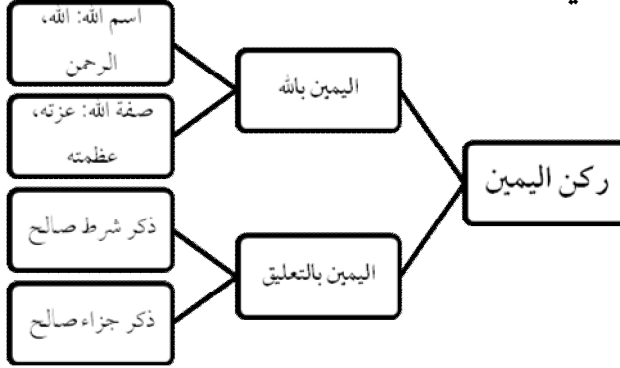 ركن اليمين
اليمين بالله
اسم الله: الله،
الرحمن
صفة الله: عزته،
عظمته
اليمين بالتعليق
ذكر شرط صالح
ذكر جزاء صالح